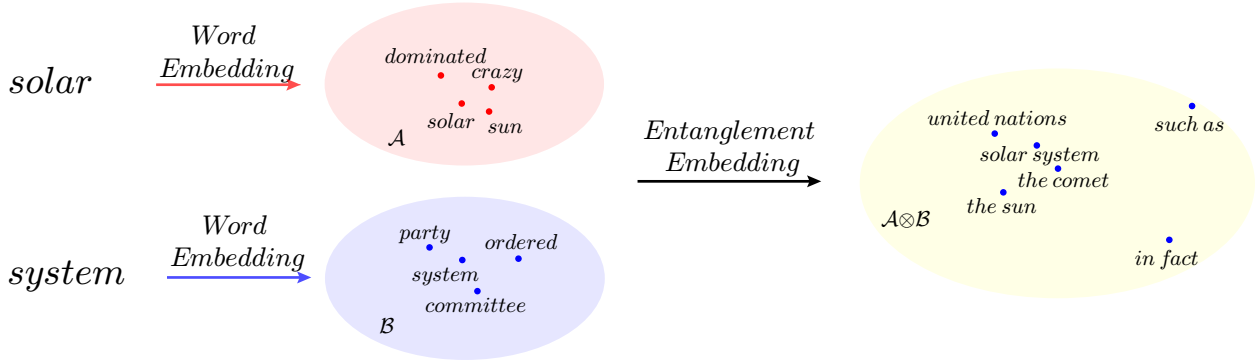 solar
Word
Embedding
dominated
crazy
solar
sun
𝒜
system
Word
Embedding
party
ordered
system
committee
ℬ
Entanglement
Embedding
united nations
such as
solar system
the comet
the sun
𝒜⊗ℬ
in fact